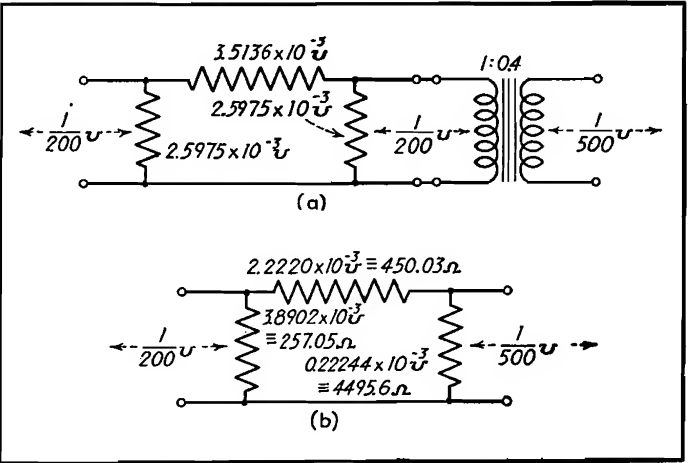 3.5136 x 10⁻³ ℧
1:0.4
2.5975 x 10⁻³ ℧
1/200 ℧
2.5975 x 10⁻³ ℧
1/200 ℧
1/500 ℧
(a)
2.2220 x 10⁻³ ℧ ≡ 450.03 Ω
3.8902 x 10⁻³ ℧
≡ 257.05 Ω
1/200 ℧
0.22244 x 10⁻³ ℧
≡ 4495.6 Ω
1/500 ℧
(b)